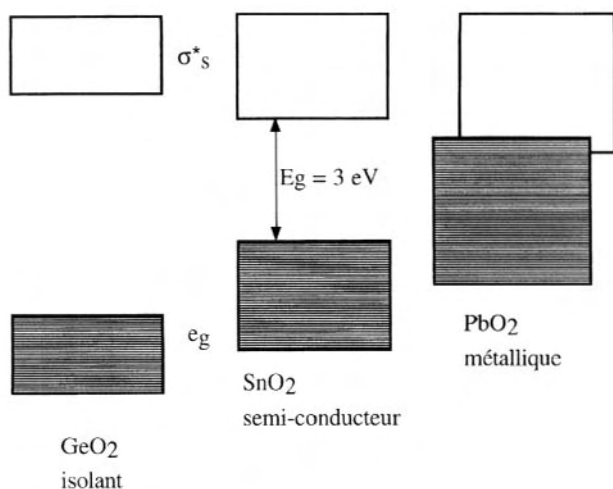 σ*s
Eg = 3 eV
eg
GeO2
isolant
SnO2
semi-conducteur
PbO2
métallique